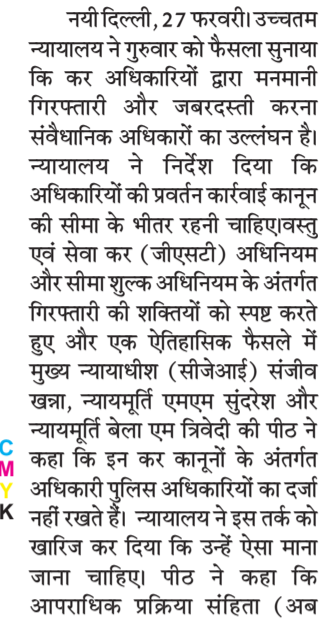 नयी दिल्ली, 27 फरवरी। उच्चतम
न्यायालय ने गुरुवार को फैसला सुनाया
कि कर अधिकारियों द्वारा मनमानी
गिरफ्तारी और जबरदस्ती करना
संवैधानिक अधिकारों का उल्लंघन है।
न्यायालय ने निर्देश दिया कि
अधिकारियों की प्रवर्तन कार्रवाई कानून
की सीमा के भीतर रहनी चाहिए।वस्तु
एवं सेवा कर (जीएसटी) अधिनियम
और सीमा शुल्क अधिनियम के अंतर्गत
गिरफ्तारी की शक्तियों को स्पष्ट करते
हुए और एक ऐतिहासिक फैसले में
मुख्य न्यायाधीश (सीजेआई) संजीव
खन्ना, न्यायमूर्ति एमएम सुंदरेश और
न्यायमूर्ति बेला एम त्रिवेदी की पीठ ने
कहा कि इन कर कानूनों के अंतर्गत
अधिकारी पुलिस अधिकारियों का दर्जा
नहीं रखते हैं। न्यायालय ने इस तर्क को
खारिज कर दिया कि उन्हें ऐसा माना
जाना चाहिए। पीठ ने कहा कि
आपराधिक प्रक्रिया संहिता (अब
C
M
Y
K